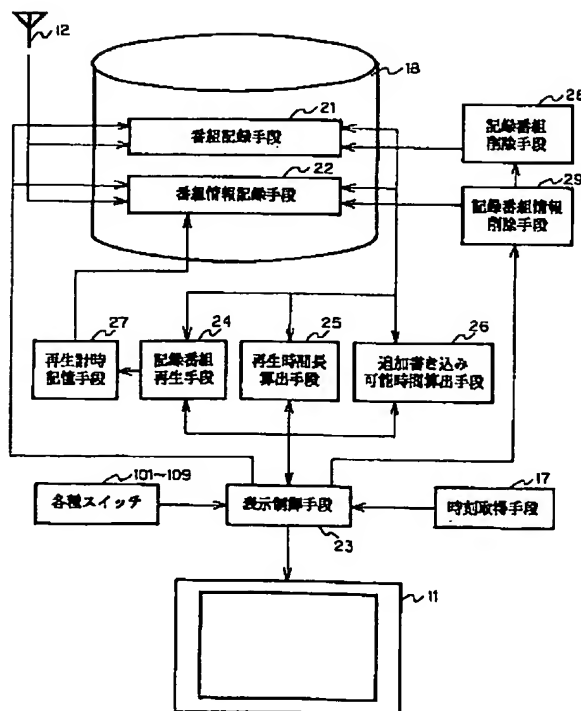 12
18
21
番組記録手段
22
番組情報記録手段
28
記録番組
削除手段
29
記録番組情報
削除手段
27
再生計時
記憶手段
24
記録番組
再生手段
25
再生時間長
算出手段
26
追加書き込み
可能時間算出手段
101~109
各種スイッチ
表示制御手段
23
17
時刻取得手段
11